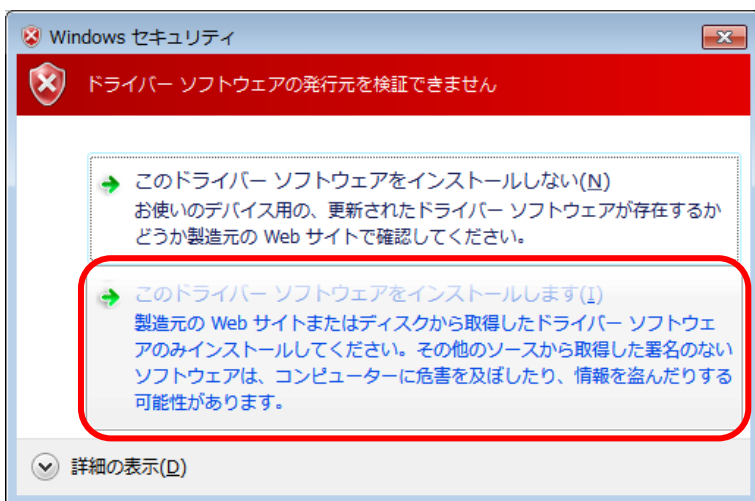 Windows セキュリティ
ドライバー ソフトウェアの発行元を検証できません
このドライバー ソフトウェアをインストールしない(N)
お使いのデバイス用の、更新されたドライバー ソフトウェアが存在するか
どうか製造元の Web サイトで確認してください。
このドライバー ソフトウェアをインストールします(I)
製造元の Web サイトまたはディスクから取得したドライバー ソフトウェ
アのみインストールしてください。その他のソースから取得した署名のない
ソフトウェアは、コンピューターに危害を及ぼしたり、情報を盗んだりする
可能性があります。
詳細の表示(D)